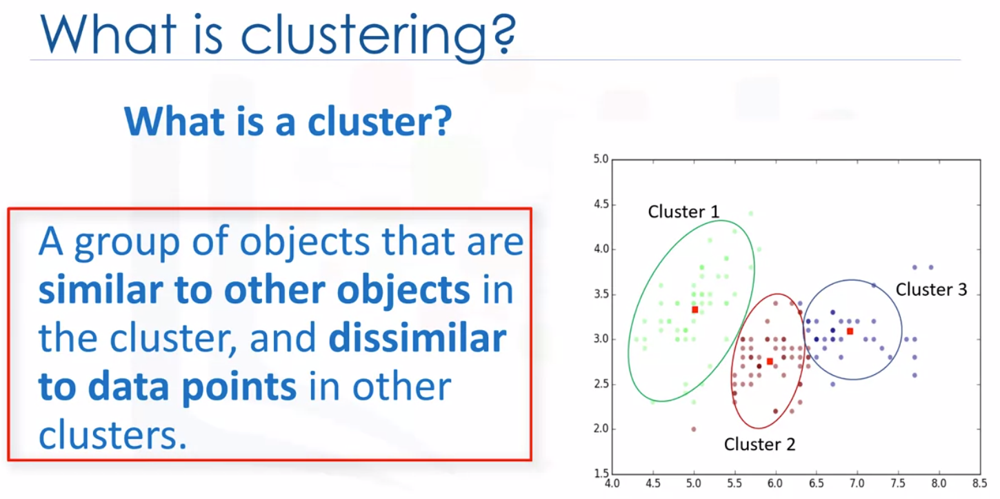 What is clustering?
What is a cluster?
A group of objects that are
similar to other objects in
the cluster, and dissimilar
to data points in other
clusters.
5.0
4.5
4.0
3.5
3.0
2.5
2.0
1.5
Cluster 1
Cluster 3
Cluster 2
4.0 4.5 5.0 5.5 6.0 6.5 7.0 7.5 8.0 8.5